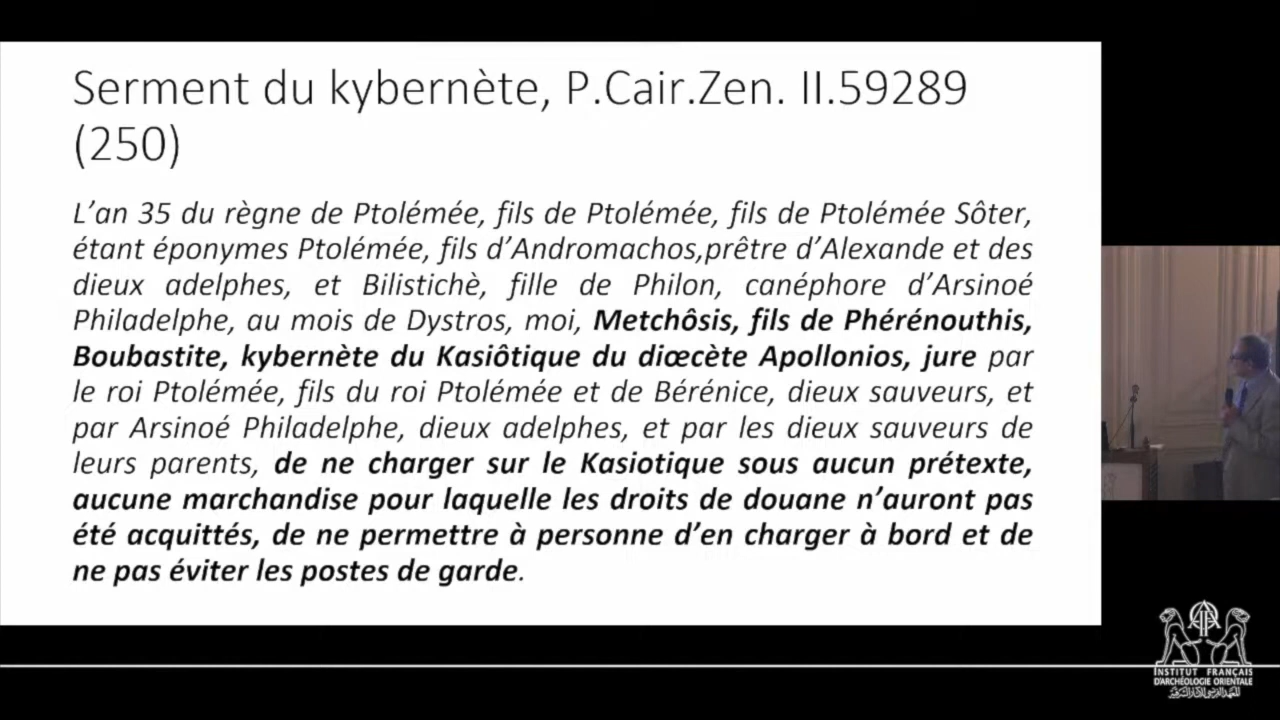 Serment du kybernète, P.Cair.Zen. II.59289
(250)
L’an 35 du règne de Ptolémée, fils de Ptolémée, fils de Ptolémée Sôter,
étant éponymes Ptolémée, fils d’Andromachos,prêtre d’Alexande et des
dieux adelphes, et Bilistichè, fille de Philon, canéphore d’Arsinoé
Philadelphe, au mois de Dystros, moi, Metchôsis, fils de Phérénouthis,
Boubastite, kybernète du Kasiôtique du diœcète Apollonios, jure par
le roi Ptolémée, fils du roi Ptolémée et de Bérénice, dieux sauveurs, et
par Arsinoé Philadelphe, dieux adelphes, et par les dieux sauveurs de
leurs parents, de ne charger sur le Kasiotique sous aucun prétexte,
aucune marchandise pour laquelle les droits de douane n’auront pas
été acquittés, de ne permettre à personne d’en charger à bord et de
ne pas éviter les postes de garde.
INSTITUT FRANÇAIS
D'ARCHÉOLOGIE ORIENTALE